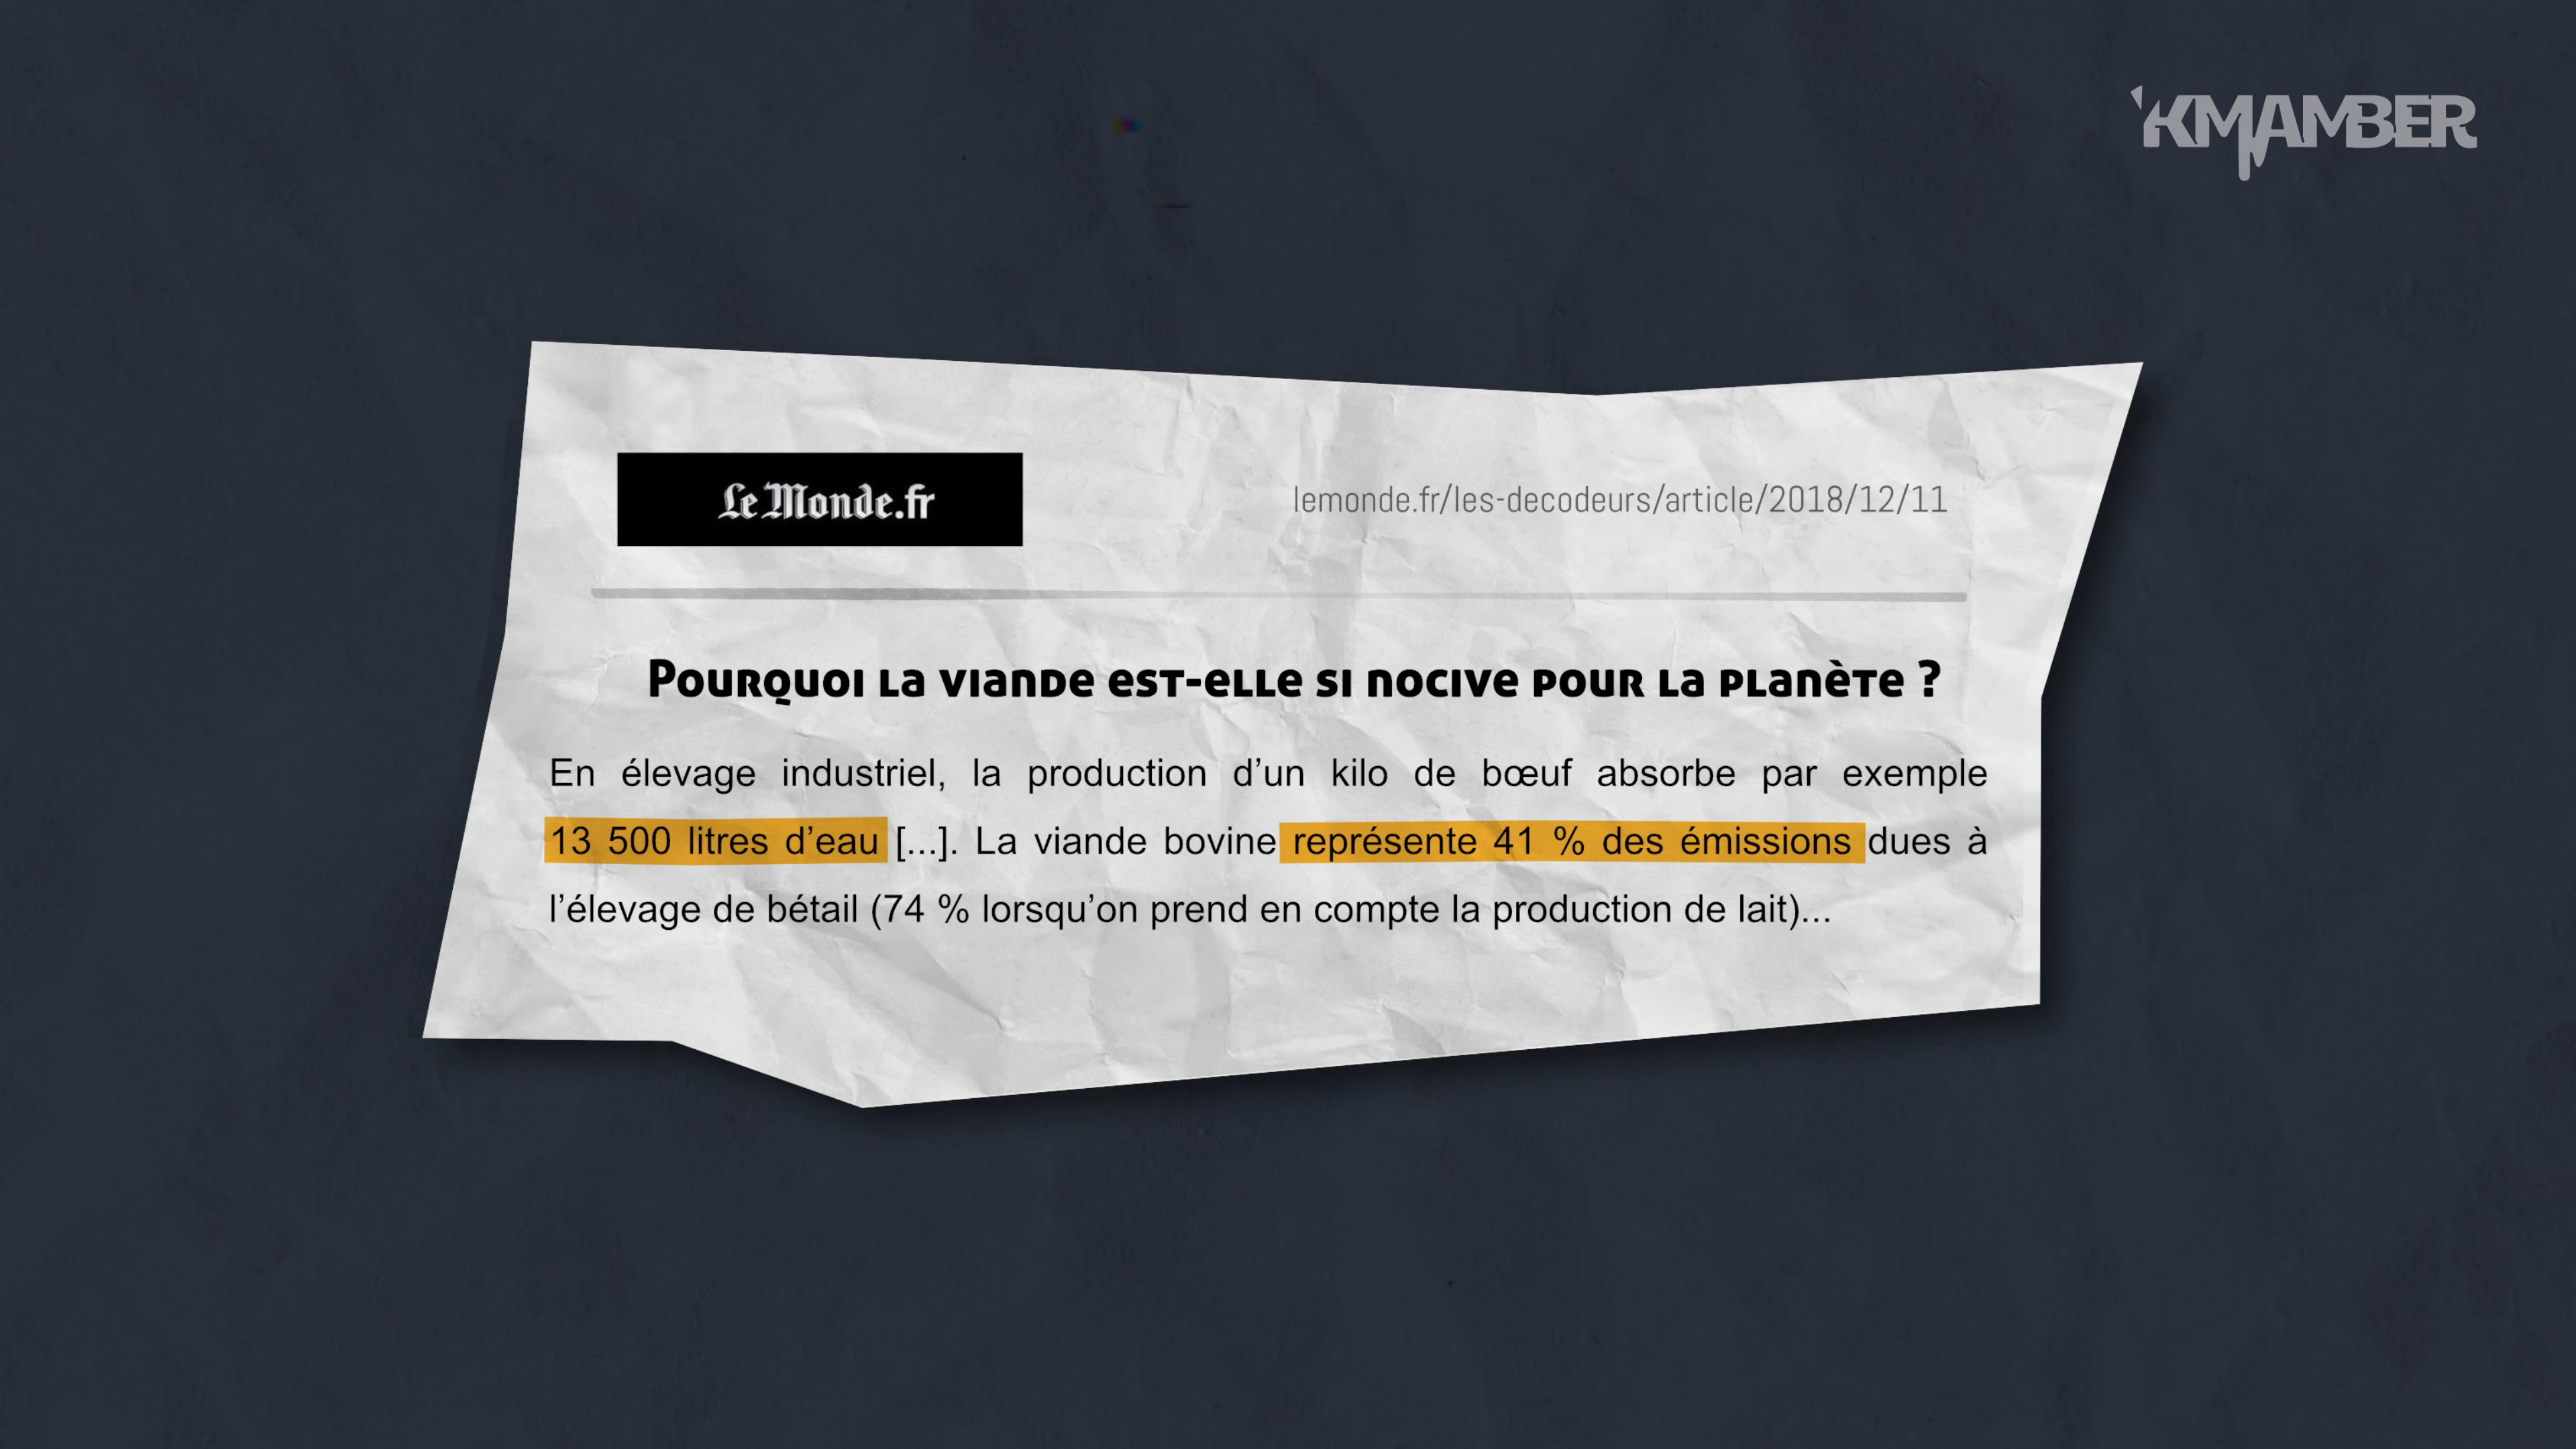 KMAMBER
Le Monde.fr
lemonde.fr/les-decodeurs/article/2018/12/11
Pourquoi la viande est-elle si nocive pour la planète ?
En élevage industriel, la production d’un kilo de bœuf absorbe par exemple
13 500 litres d’eau [...]. La viande bovine représente 41 % des émissions dues à
l’élevage de bétail (74 % lorsqu’on prend en compte la production de lait)...